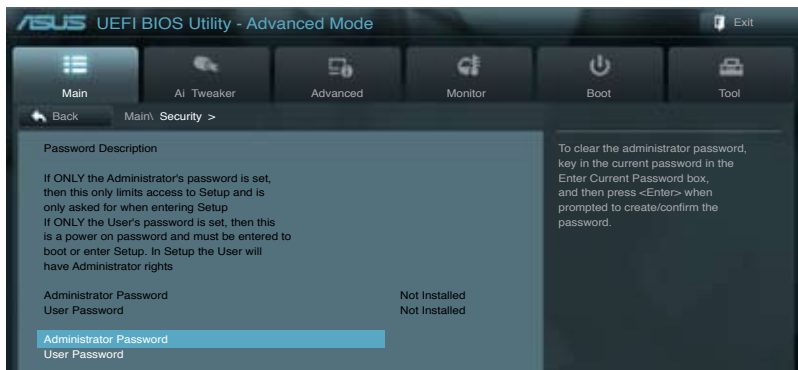 ASUS UEFI BIOS Utility - Advanced Mode
Exit
Main
Ai Tweaker
Advanced
Monitor
Boot
Tool
Back
Main\ Security >
Password Description
If ONLY the Administrator's password is set,
then this only limits access to Setup and is
only asked for when entering Setup
If ONLY the User's password is set, then this
is a power on password and must be entered to
boot or enter Setup. In Setup the User will
have Administrator rights
Administrator Password Not Installed
User Password Not Installed
Administrator Password
User Password
To clear the administrator password,
key in the current password in the
Enter Current Password box,
and then press <Enter> when
prompted to create/confirm the
password.